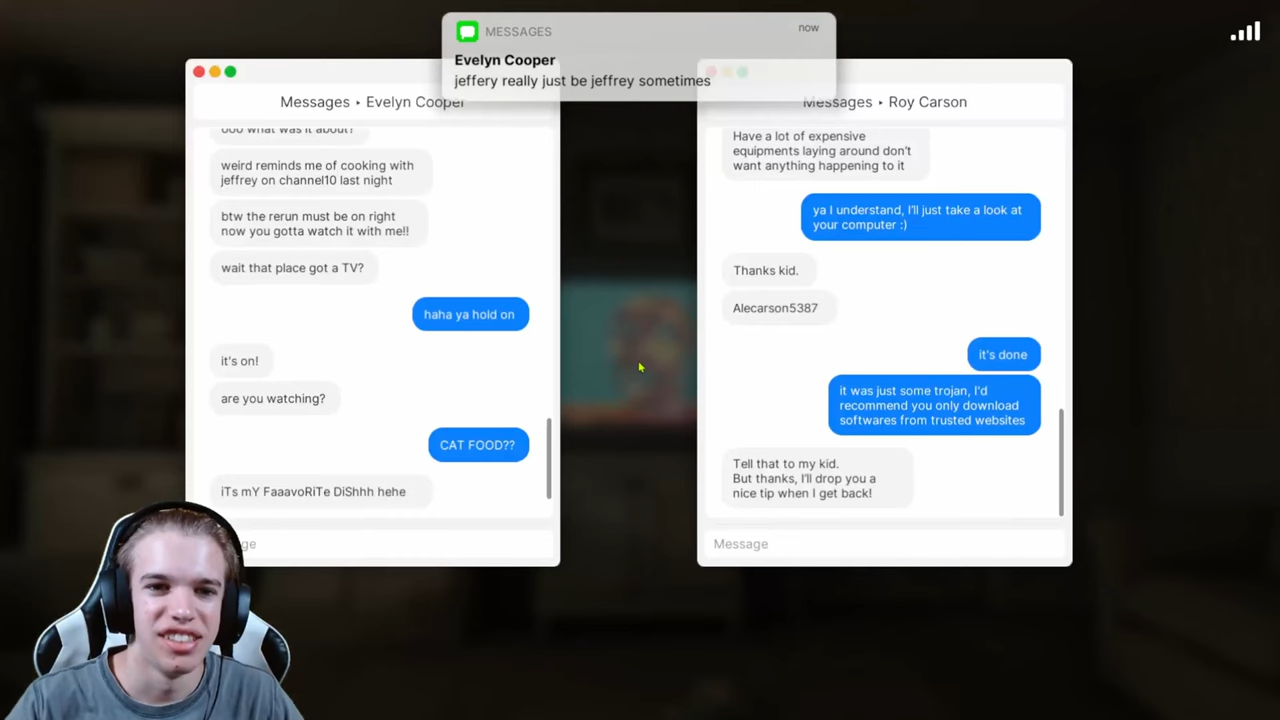 MESSAGES
now
Evelyn Cooper
jeffery really just be jeffrey sometimes
Messages ▸ Evelyn Cooper
ooo what was it about?
weird reminds me of cooking with
jeffrey on channel10 last night
btw the rerun must be on right
now you gotta watch it with me!!
wait that place got a TV?
haha ya hold on
it's on!
are you watching?
CAT FOOD??
iTs mY FaaavoRiTe DiShhh hehe
Messages ▸ Roy Carson
Have a lot of expensive
equipments laying around don't
want anything happening to it
ya I understand, I'll just take a look at
your computer :)
Thanks kid.
Alecarson5387
it's done
it was just some trojan, I'd
recommend you only download
softwares from trusted websites
Tell that to my kid.
But thanks, I'll drop you a
nice tip when I get back!
Message